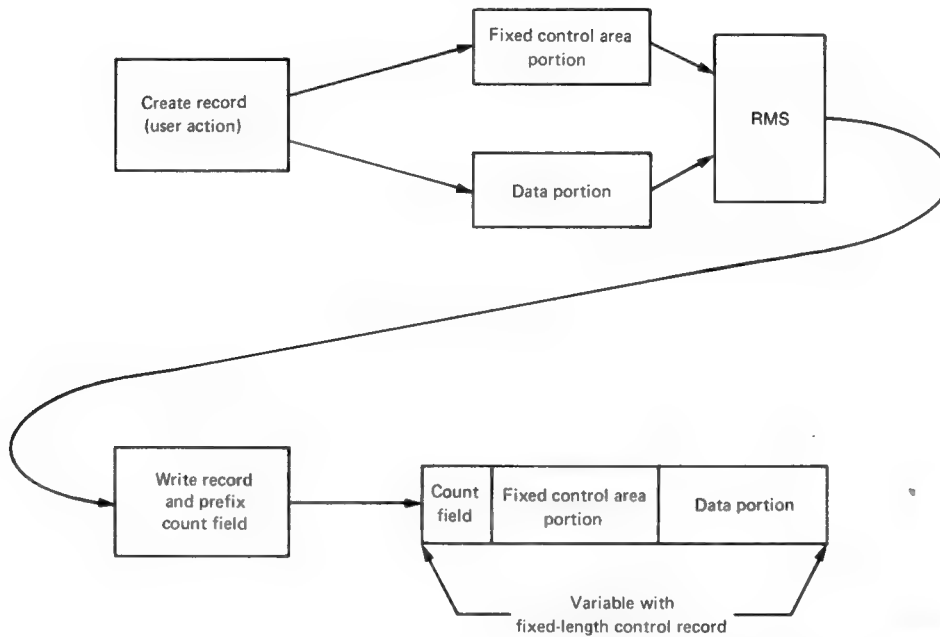 Fixed control area
portion
Create record
(user action)
RMS
Data portion
Write record
and prefix
count field
Count
field
Fixed control area
portion
Data portion
Variable with
fixed-length control record